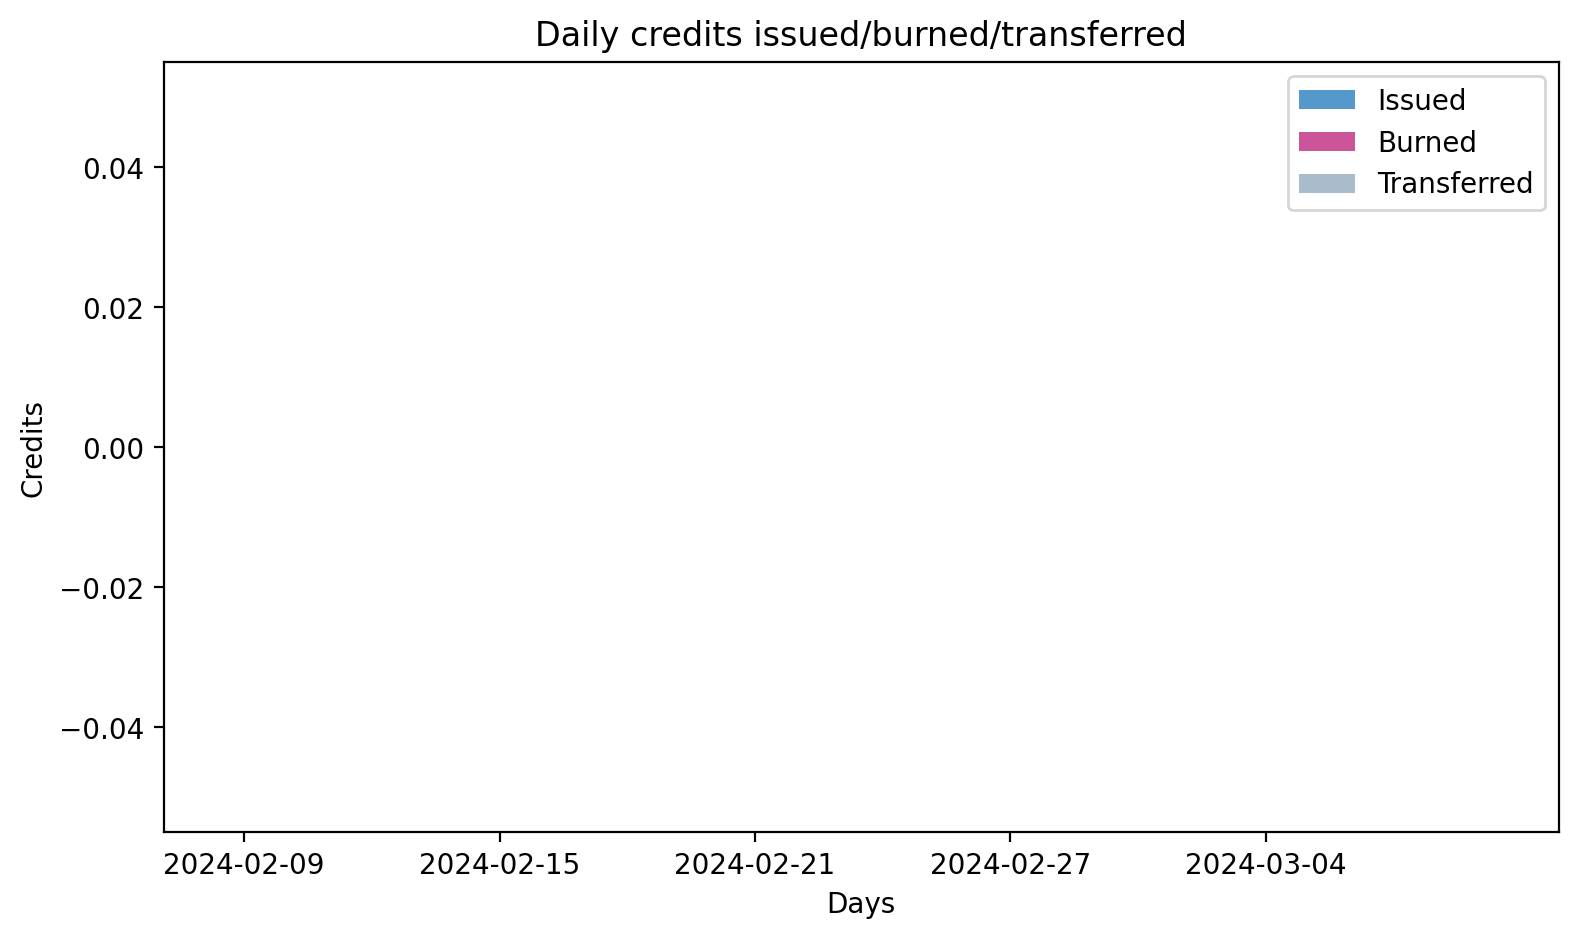 Daily credits issued/burned/transferred
Issued
Burned
Transferred
0.04
0.02
0.00
−0.02
−0.04
Credits
2024-02-09
2024-02-15
2024-02-21
2024-02-27
2024-03-04
Days